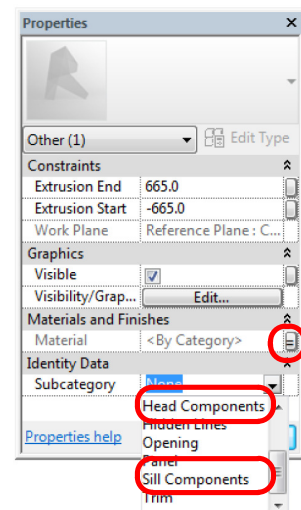 Properties
Other (1) Edit Type
Constraints
Extrusion End 665.0
Extrusion Start -665.0
Work Plane Reference Plane : C...
Graphics
Visible
Visibility/Grap... Edit...
Materials and Finishes
Material <By Category> =
Identity Data
Subcategory None
Head Components
Hidden Lines
Properties help
Opening
Panel
Sill Components
Trim